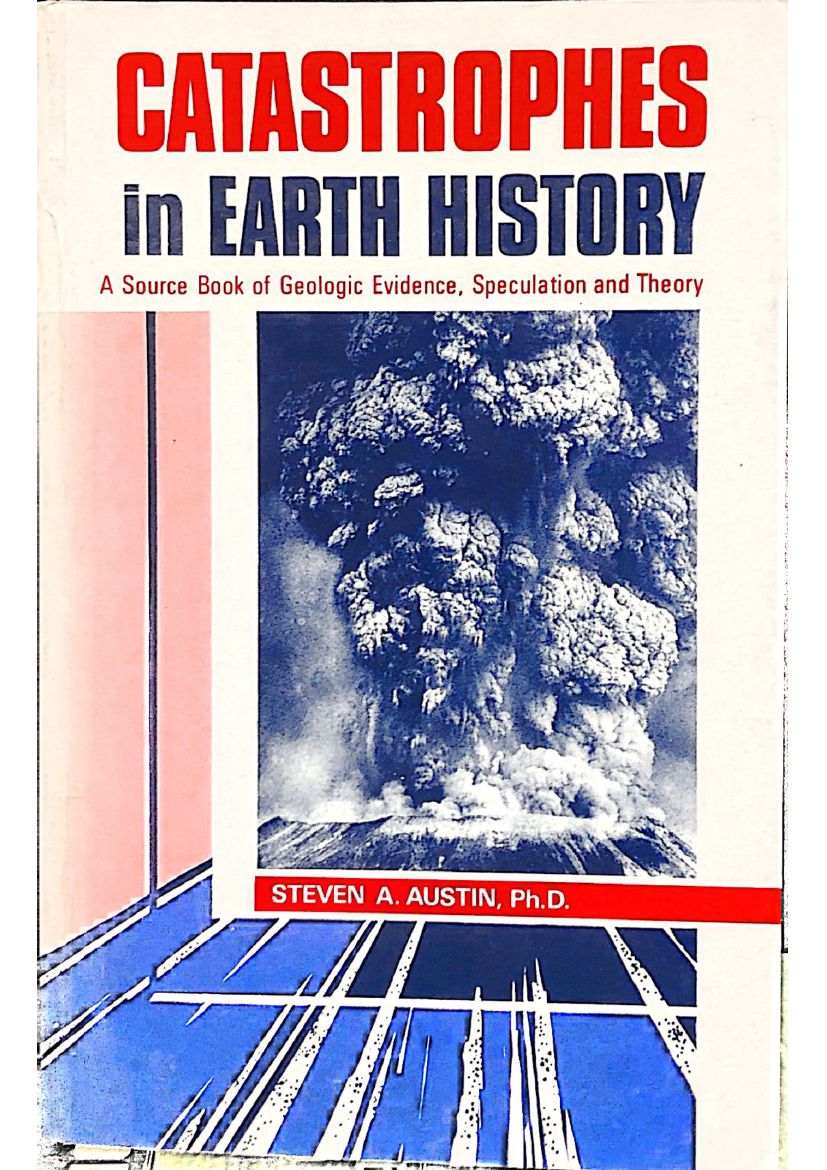 CATASTROPHES
in EARTH HISTORY
A Source Book of Geologic Evidence, Speculation and Theory
STEVEN A. AUSTIN, Ph.D.